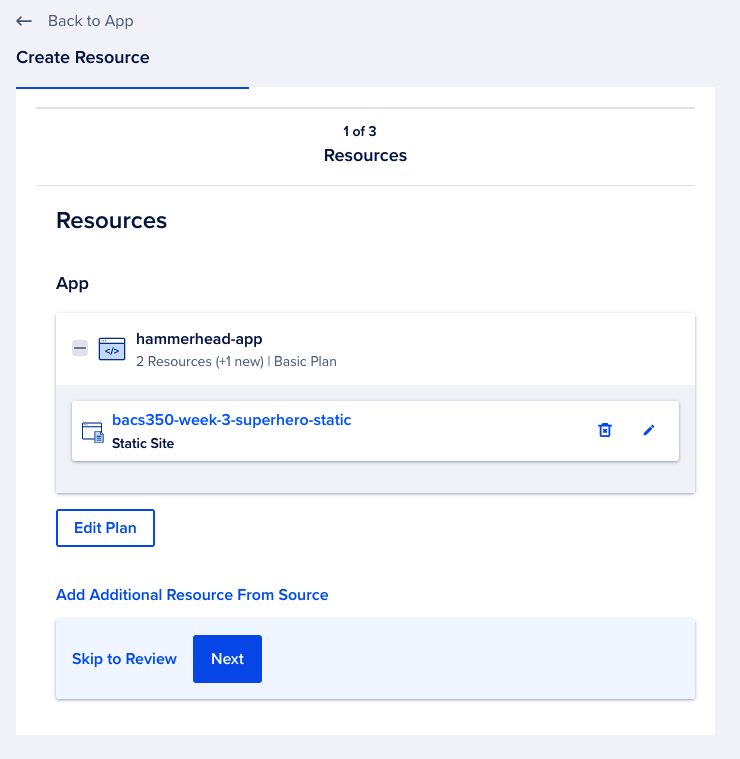 Back to App
Create Resource
1 of 3
Resources
Resources
App
hammerhead-app
2 Resources (+1 new) | Basic Plan
bacs350-week-3-superhero-static
Static Site
Edit Plan
Add Additional Resource From Source
Skip to Review Next